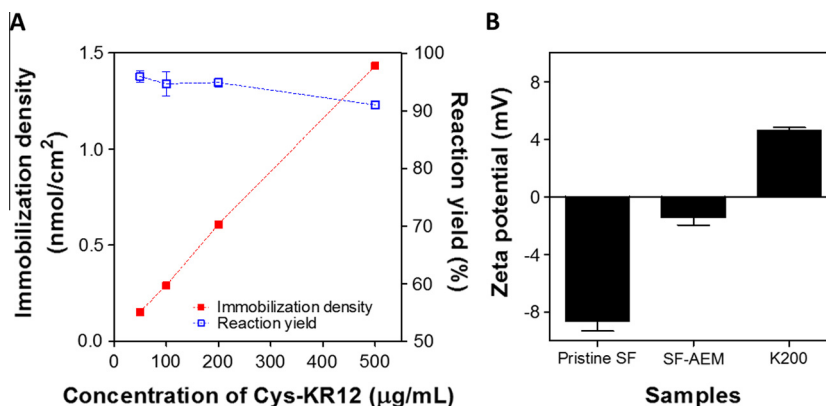 A
Immobilization density
(nmol/cm²)
1.5
1.0
0.5
0.0
0
100
200
300
400
500
Concentration of Cys-KR12 (μg/mL)
Immobilization density
Reaction yield
100
90
80
70
60
50
Reaction yield
(%)
B
Zeta potential (mV)
8
4
0
-4
-8
Pristine SF
SF-AEM
K200
Samples